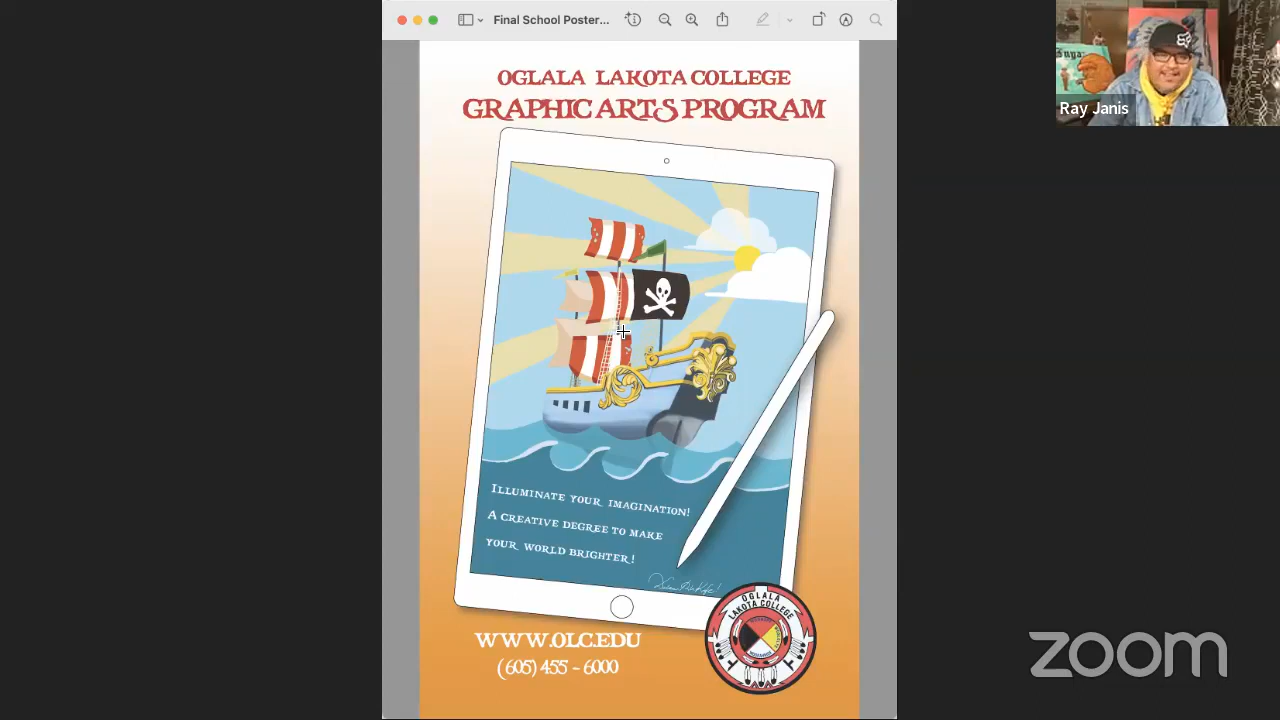 Final School Poster...
Ray Janis
OGLALA LAKOTA COLLEGE
GRAPHIC ARTS PROGRAM
ILLUMINATE YOUR IMAGINATION!
A CREATIVE DEGREE TO MAKE
YOUR WORLD BRIGHTER!
OGLALA
LAKOTA COLLEGE
WWW.OLC.EDU
(605) 455 - 6000
zoom